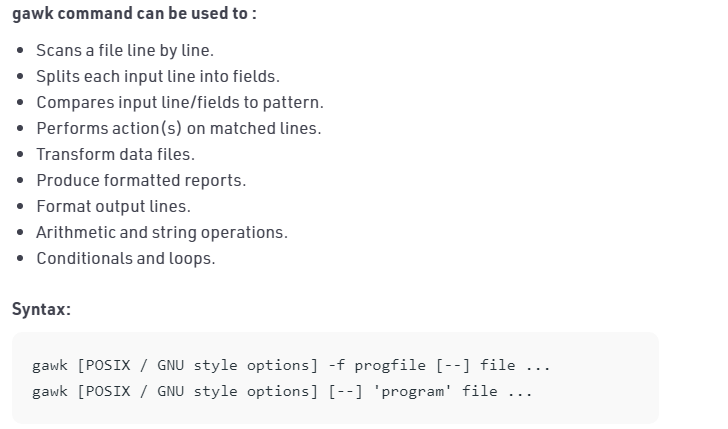 gawk command can be used to :
• Scans a file line by line.
• Splits each input line into fields.
• Compares input line/fields to pattern.
• Performs action(s) on matched lines.
• Transform data files.
• Produce formatted reports.
• Format output lines.
• Arithmetic and string operations.
• Conditionals and loops.
Syntax:
gawk [POSIX / GNU style options] -f progfile [--] file ...
gawk [POSIX / GNU style options] [--] 'program' file ...